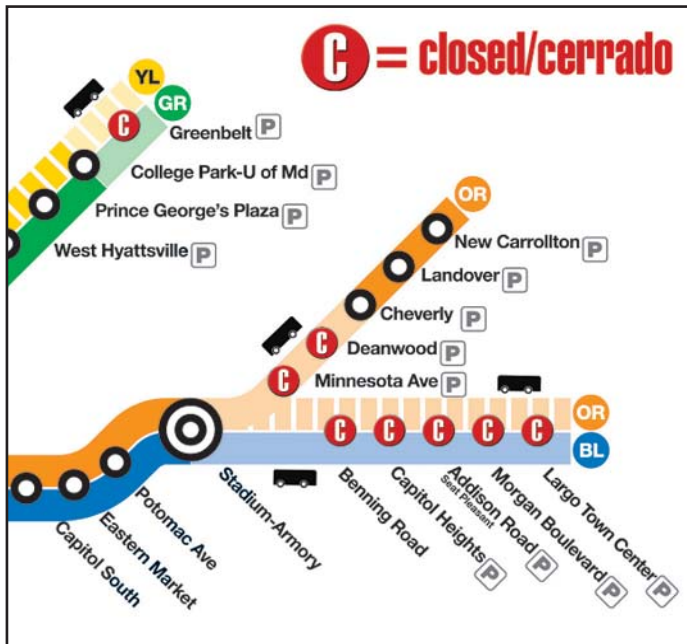 C = closed/cerrado
YL
GR
C
Greenbelt P
College Park-U of Md P
Prince George's Plaza P
West Hyattsville P
OR
New Carrollton P
Landover P
Cheverly P
C
Deanwood P
C
Minnesota Ave P
OR
C C C C C
BL
Capitol South
Eastern Market
Potomac Ave
Stadium-Armory
Benning Road
Capitol Heights P
Addison Road P
Seat Pleasant
Morgan Boulevard P
Largo Town Center P